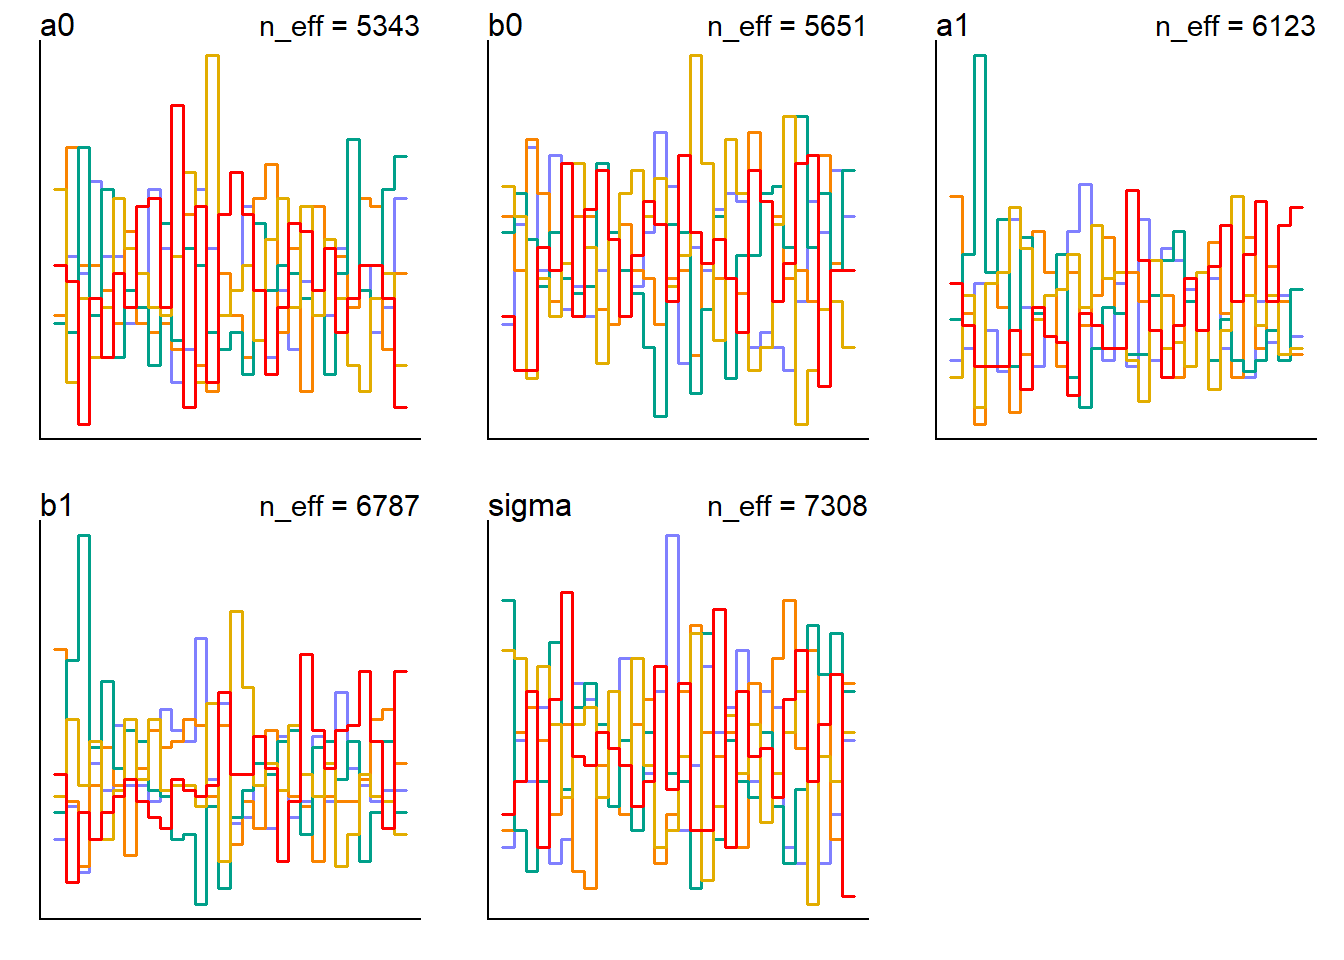 a0 n_eff = 5343 b0 n_eff = 5651 a1 n_eff = 6123
b1 n_eff = 6787 sigma n_eff = 7308